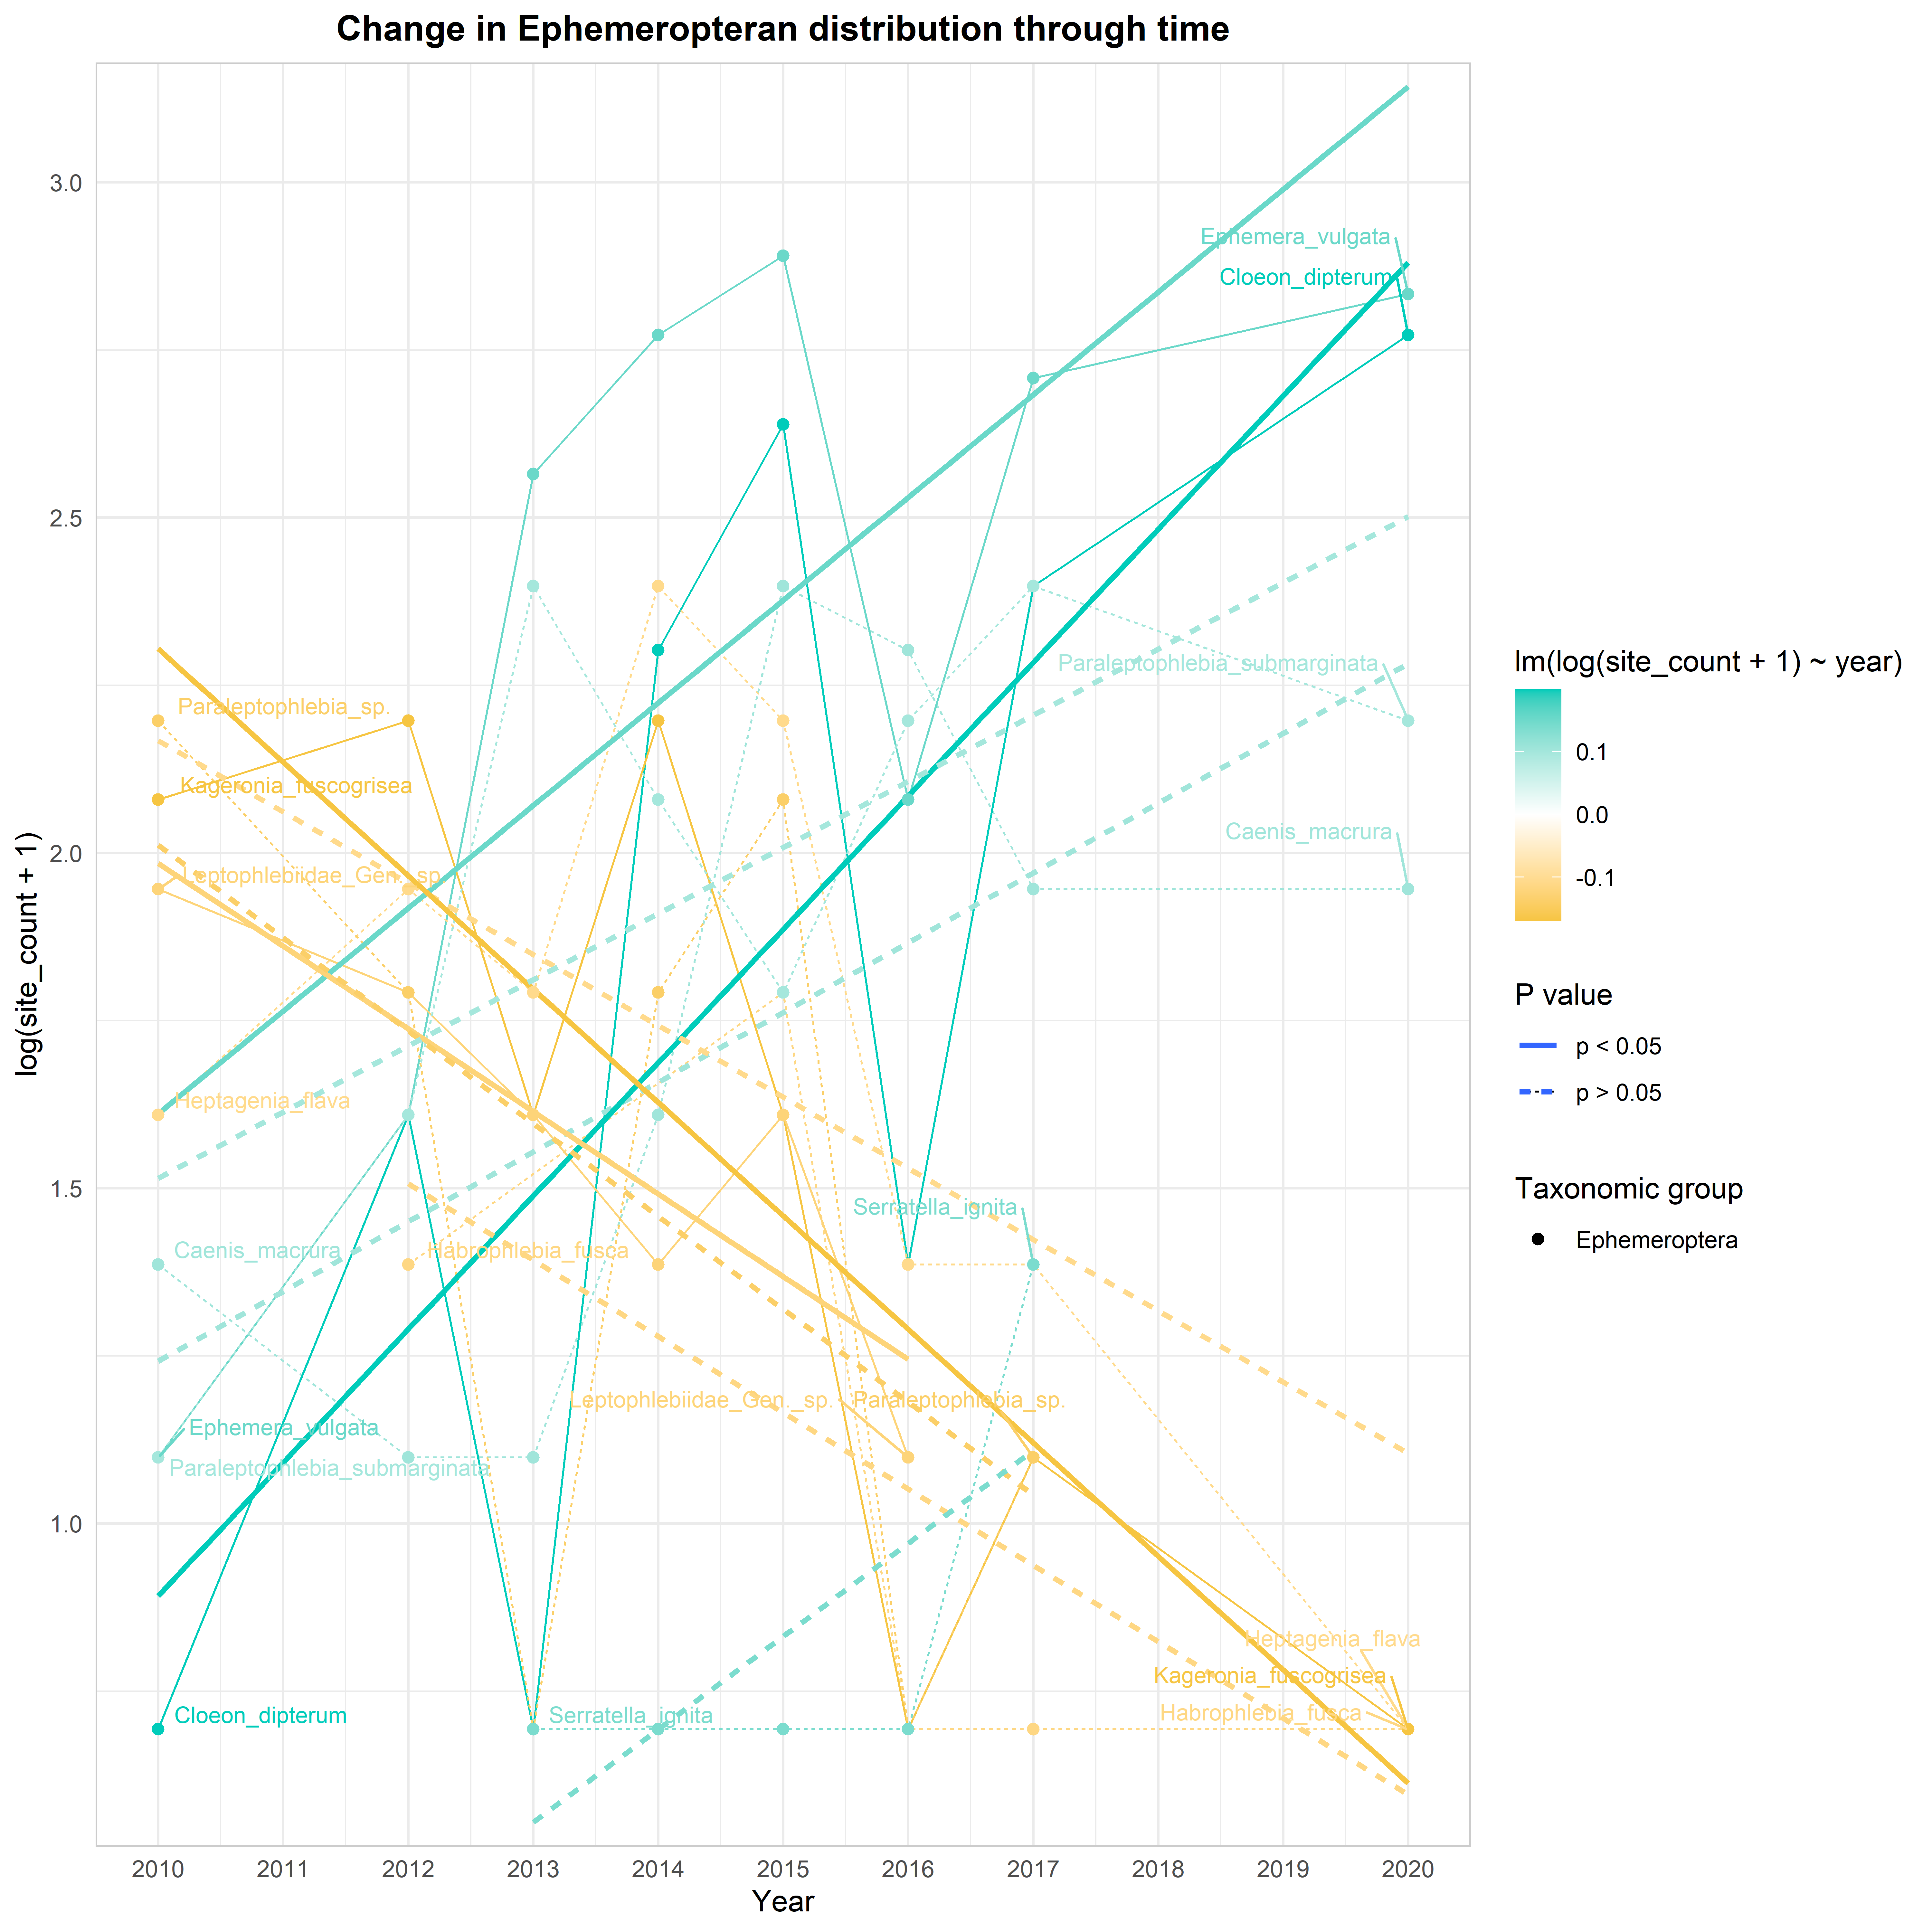 Change in Ephemeropteran distribution through time
3.0
2.5
2.0
1.5
1.0
log(site_count + 1)
Ephemera_vulgata
Cloeon_dipterum
Paraleptophlebia_submarginata
Paraleptophlebia_sp.
Kageronia_fuscogrisea
Caenis_macrura
Leptophlebiidae_Gen._sp.
Heptagenia_flava
Serratella_ignita
Caenis_macrura
Habrophlebia_fusca
Leptophlebiidae_Gen._sp.
Paraleptophlebia_sp.
Ephemera_vulgata
Paraleptophlebia_submarginata
Heptagenia_flava
Kageronia_fuscogrisea
Habrophlebia_fusca
Cloeon_dipterum
Serratella_ignita
2010 2011 2012 2013 2014 2015 2016 2017 2018 2019 2020
Year
lm(log(site_count + 1) ~ year)
0.1
0.0
-0.1
P value
p < 0.05
p > 0.05
Taxonomic group
Ephemeroptera